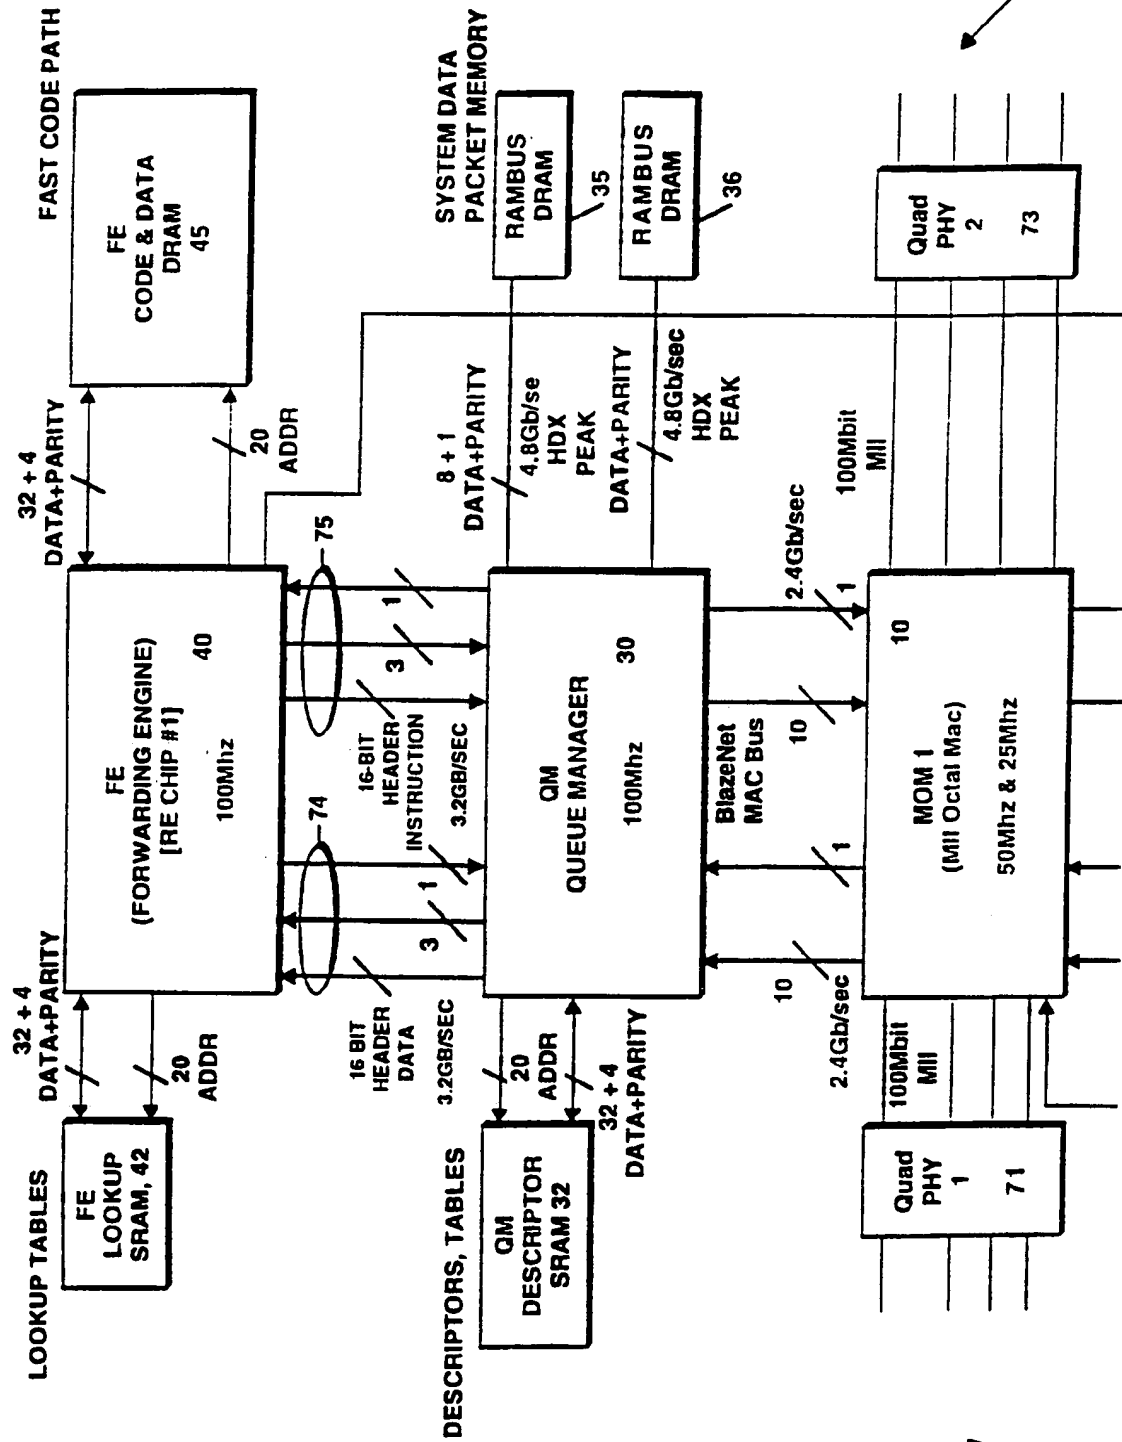 LOOKUP TABLES
FE
LOOKUP
SRAM, 42
32 + 4
DATA+PARITY
20
ADDR
FE
(FORWARDING ENGINE)
[RE CHIP #1]
40
100Mhz
32 + 4
DATA+PARITY
20
ADDR
FAST CODE PATH
FE
CODE & DATA
DRAM
45
74
75
16 BIT
HEADER
DATA
3.2GB/SEC
3
1
16-BIT
HEADER
INSTRUCTION
3.2GB/SEC
3
1
DESCRIPTORS, TABLES
QM
DESCRIPTOR
SRAM 32
20
ADDR
32 + 4
DATA+PARITY
QM
QUEUE MANAGER
30
100Mhz
8 + 1
DATA+PARITY
4.8Gb/se
HDX
PEAK
DATA+PARITY
4.8Gb/sec
HDX
PEAK
SYSTEM DATA
PACKET MEMORY
RAMBUS
DRAM
35
RAMBUS
DRAM
36
BlazeNet
MAC Bus
10
2.4Gb/sec
1
10
2.4Gb/sec
1
Quad
PHY
1
71
100Mbit
MII
MOM 1
(MII Octal Mac)
50Mhz & 25Mhz
10
100Mbit
MII
Quad
PHY
2
73